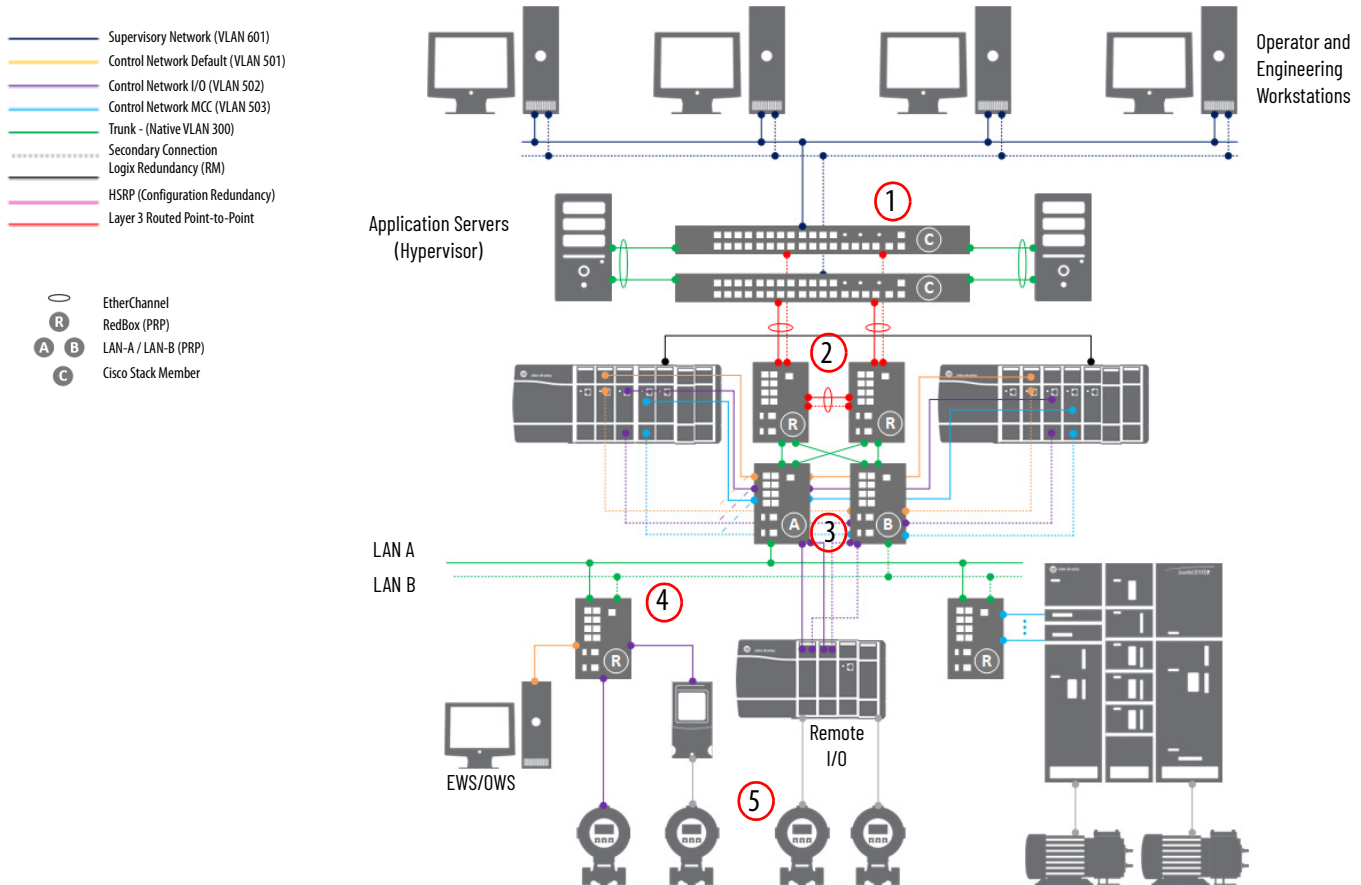 Supervisory Network (VLAN 601)
Control Network Default (VLAN 501)
Control Network I/O (VLAN 502)
Control Network MCC (VLAN 503)
Trunk - (Native VLAN 300)
Secondary Connection
Logix Redundancy (RM)
HSRP (Configuration Redundancy)
Layer 3 Routed Point-to-Point
EtherChannel
R
RedBox (PRP)
A B
LAN-A / LAN-B (PRP)
C
Cisco Stack Member
Operator and
Engineering
Workstations
1
Application Servers
(Hypervisor)
C
C
2
R
R
A
B
3
LAN A
LAN B
4
R
R
Remote
I/O
EWS/OWS
5